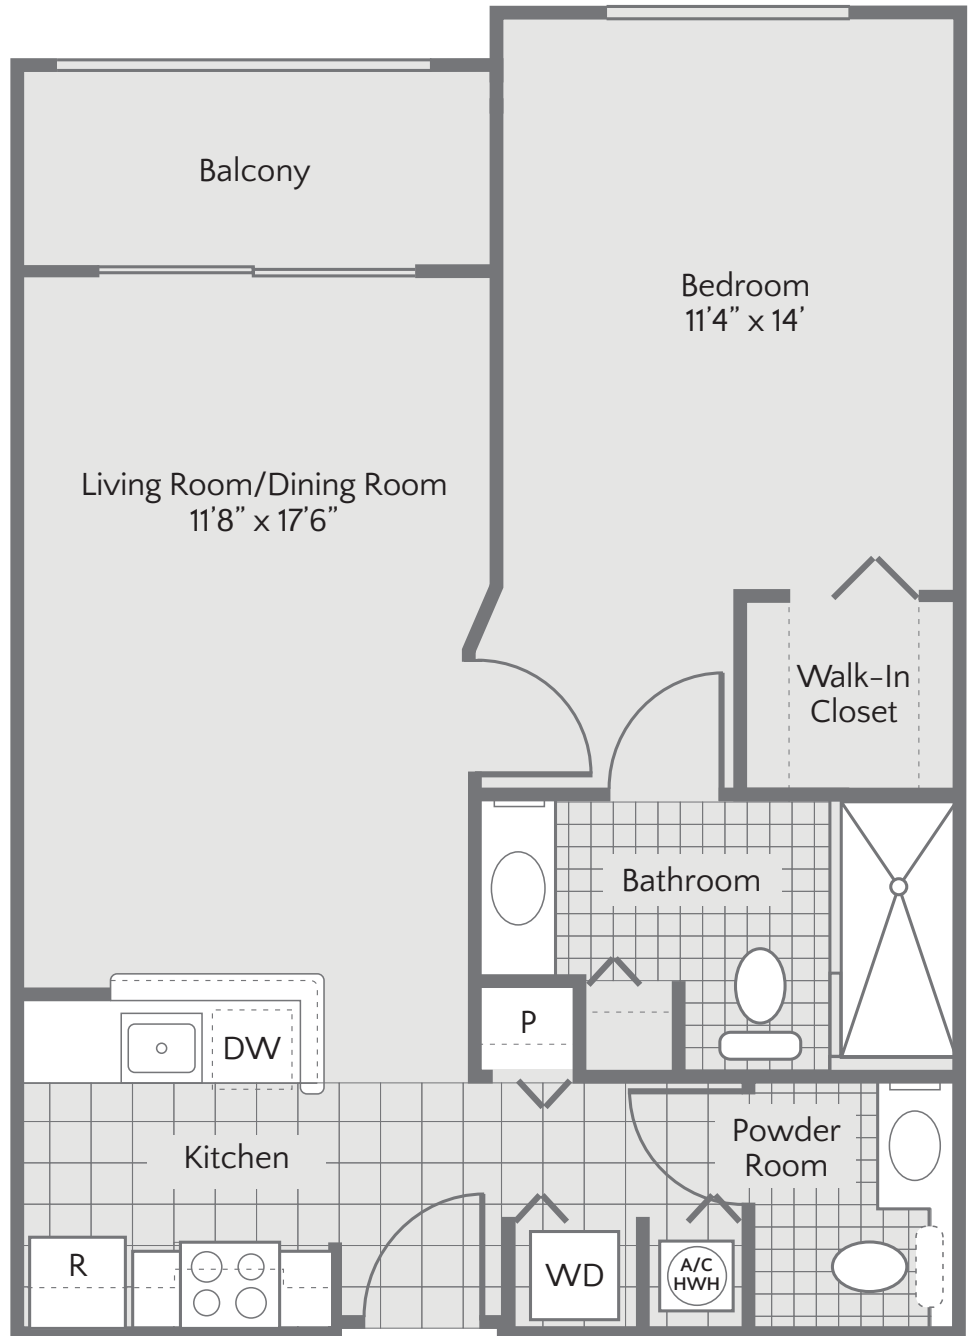 Balcony
Bedroom
11’4” x 14’
Living Room/Dining Room
11’8” x 17’6”
Walk-In
Closet
Bathroom
P
DW
Powder
Room
Kitchen
R
WD
A/C
HWH